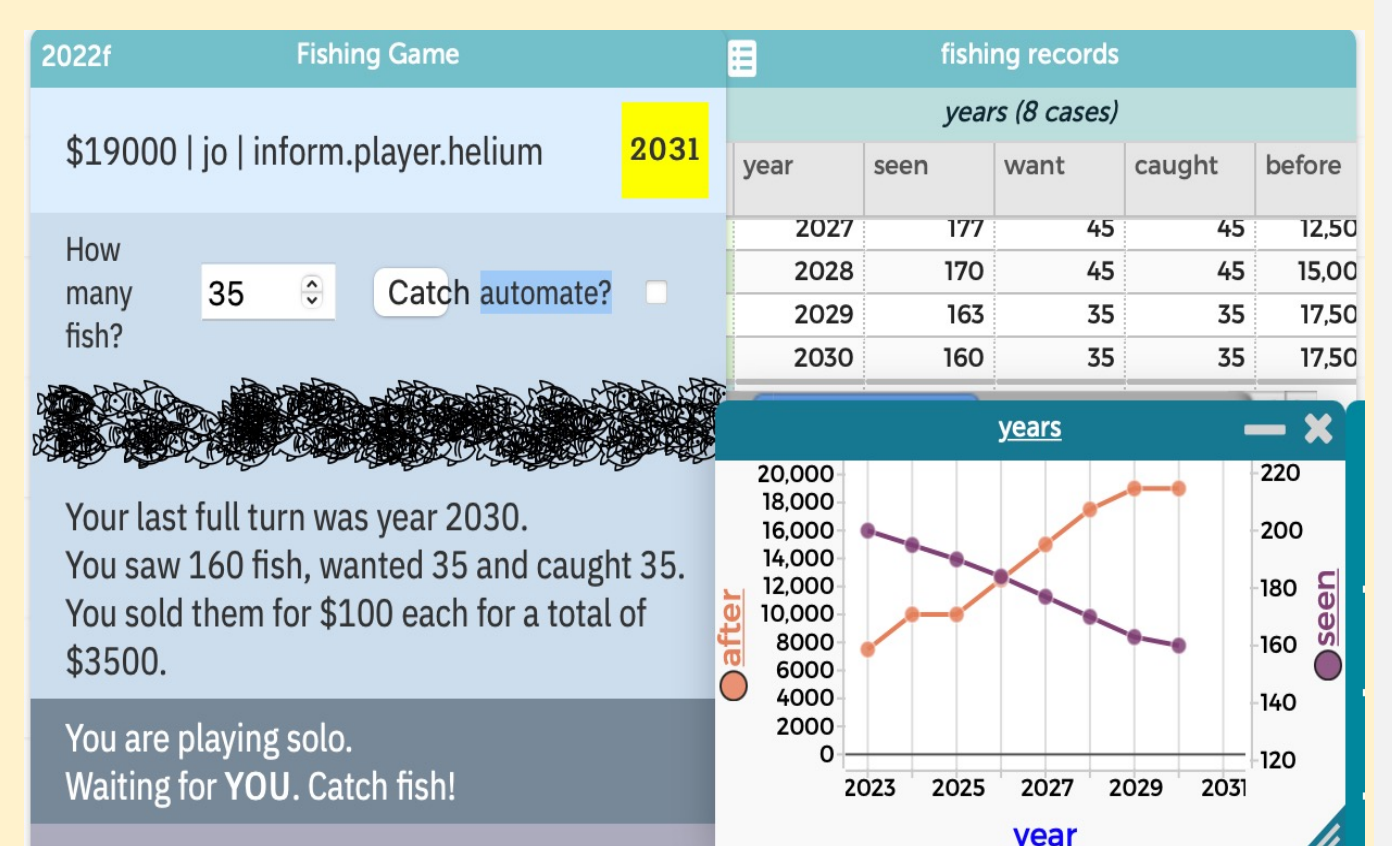 2022f Fishing Game
$19000 | jo | inform.player.helium 2031
How
many
fish?
35
Catch automate?
Your last full turn was year 2030.
You saw 160 fish, wanted 35 and caught 35.
You sold them for $100 each for a total of
$3500.
You are playing solo.
Waiting for YOU. Catch fish!
fishing records
years (8 cases)
year seen want caught before
2027 177 45 45 12,50
2028 170 45 45 15,00
2029 163 35 35 17,50
2030 160 35 35 17,50
years
after
20,000
18,000
16,000
14,000
12,000
10,000
8000
6000
4000
2000
0
220
200
180
160
140
120
seen
2023 2025 2027 2029 2031
year